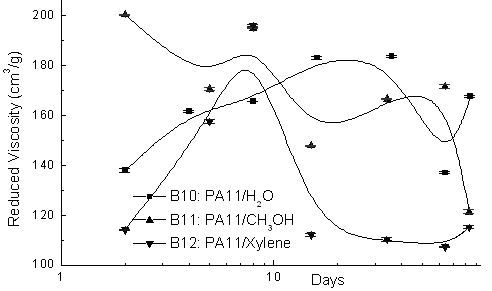 200
180
160
140
120
100
Reduced Viscosity (cm³/g)
B10: PA11/H₂O
B11: PA11/CH₃OH
B12: PA11/Xylene
1
10
Days